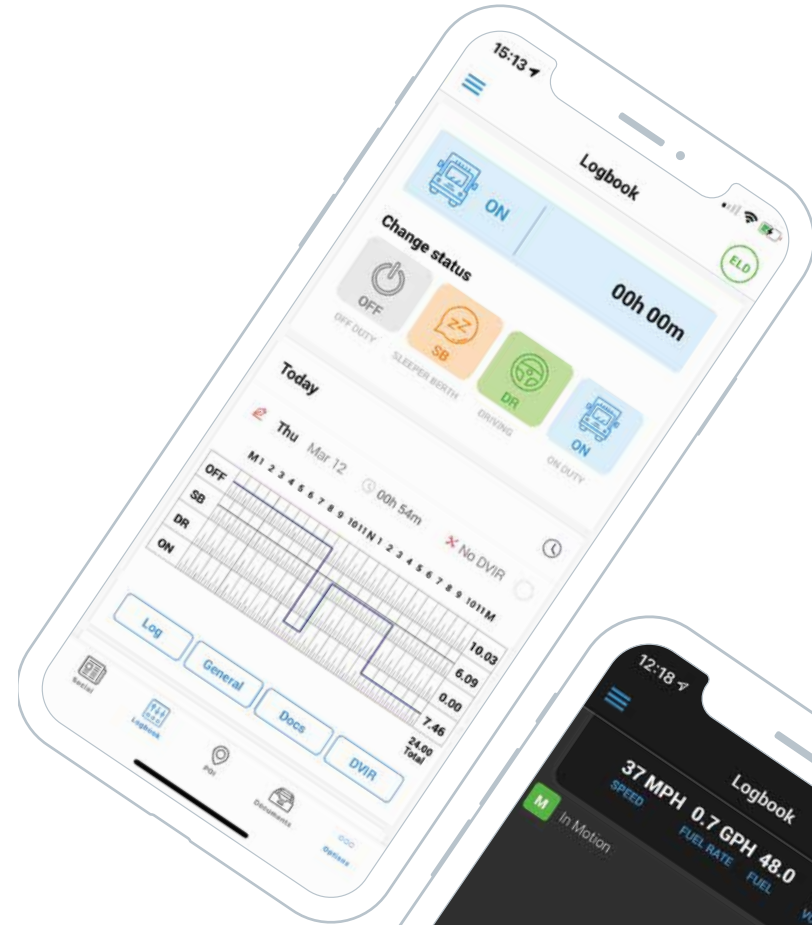 15:13
Logbook
ELD
ON
00h 00m
Change status
OFF
SB
DR
ON
OFF DUTY
SLEEPER BERTH
DRIVING
ON DUTY
Today
Thu Mar 12 00h 54m No DVIR
M 1 2 3 4 5 6 7 8 9 10 11 N 1 2 3 4 5 6 7 8 9 10 11 M
OFF 10.03
SB 6.09
DR 0.00
ON 7.46
24.00
Total
Log
General
Docs
DVIR
Social
Logbook
POI
Documents
Options
12:18
Logbook
37 MPH 0.7 GPH 48.0
SPEED FUEL RATE FUEL
M In Motion